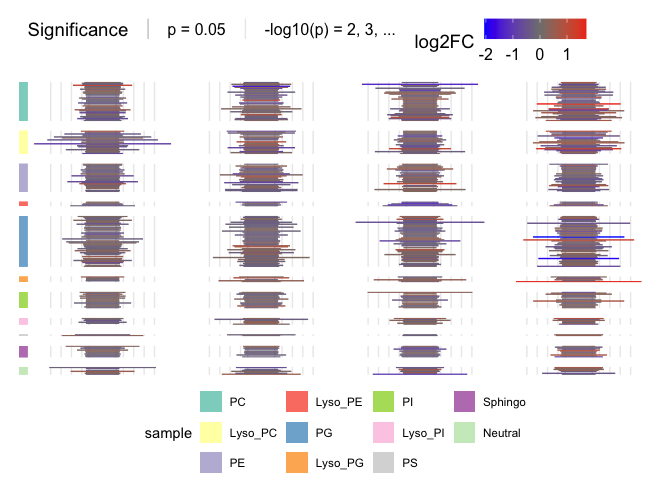 Significance p = 0.05 -log10(p) = 2, 3, ... log2FC
-2 -1 0 1
PC Lyso_PE PI Sphingo
sample Lyso_PC PG Lyso_PI Neutral
PE Lyso_PG PS